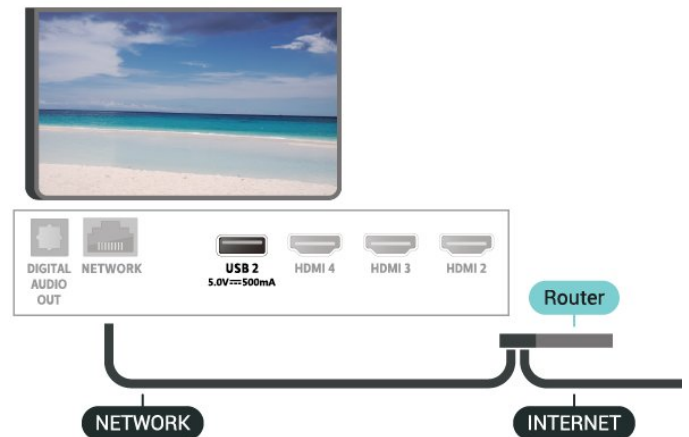 DIGITAL
AUDIO
OUT
NETWORK
USB 2
5.0V⎓500mA
HDMI 4
HDMI 3
HDMI 2
Router
NETWORK
INTERNET